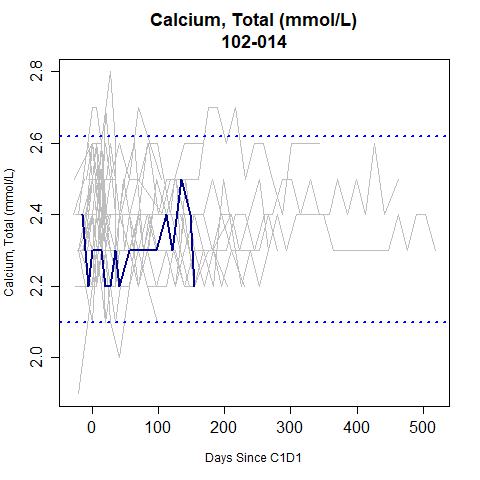 Calcium, Total (mmol/L)
102-014
Calcium, Total (mmol/L)
2.8
2.6
2.4
2.2
2.0
0 100 200 300 400 500
Days Since C1D1